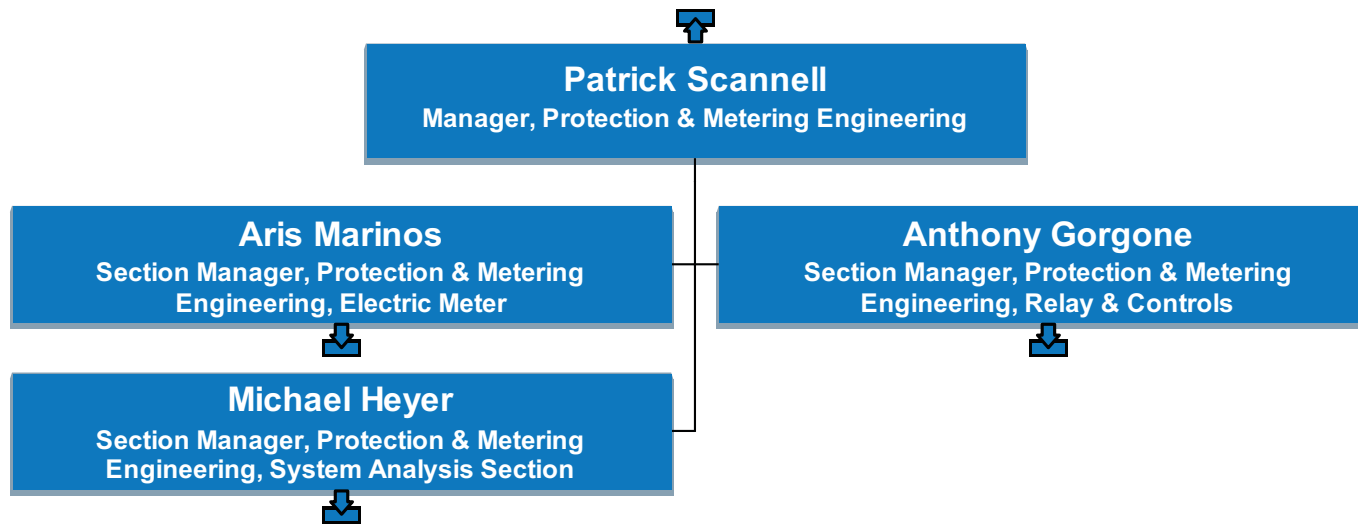 Patrick Scannell
Manager, Protection & Metering Engineering
Aris Marinos
Section Manager, Protection & Metering
Engineering, Electric Meter
Anthony Gorgone
Section Manager, Protection & Metering
Engineering, Relay & Controls
Michael Heyer
Section Manager, Protection & Metering
Engineering, System Analysis Section